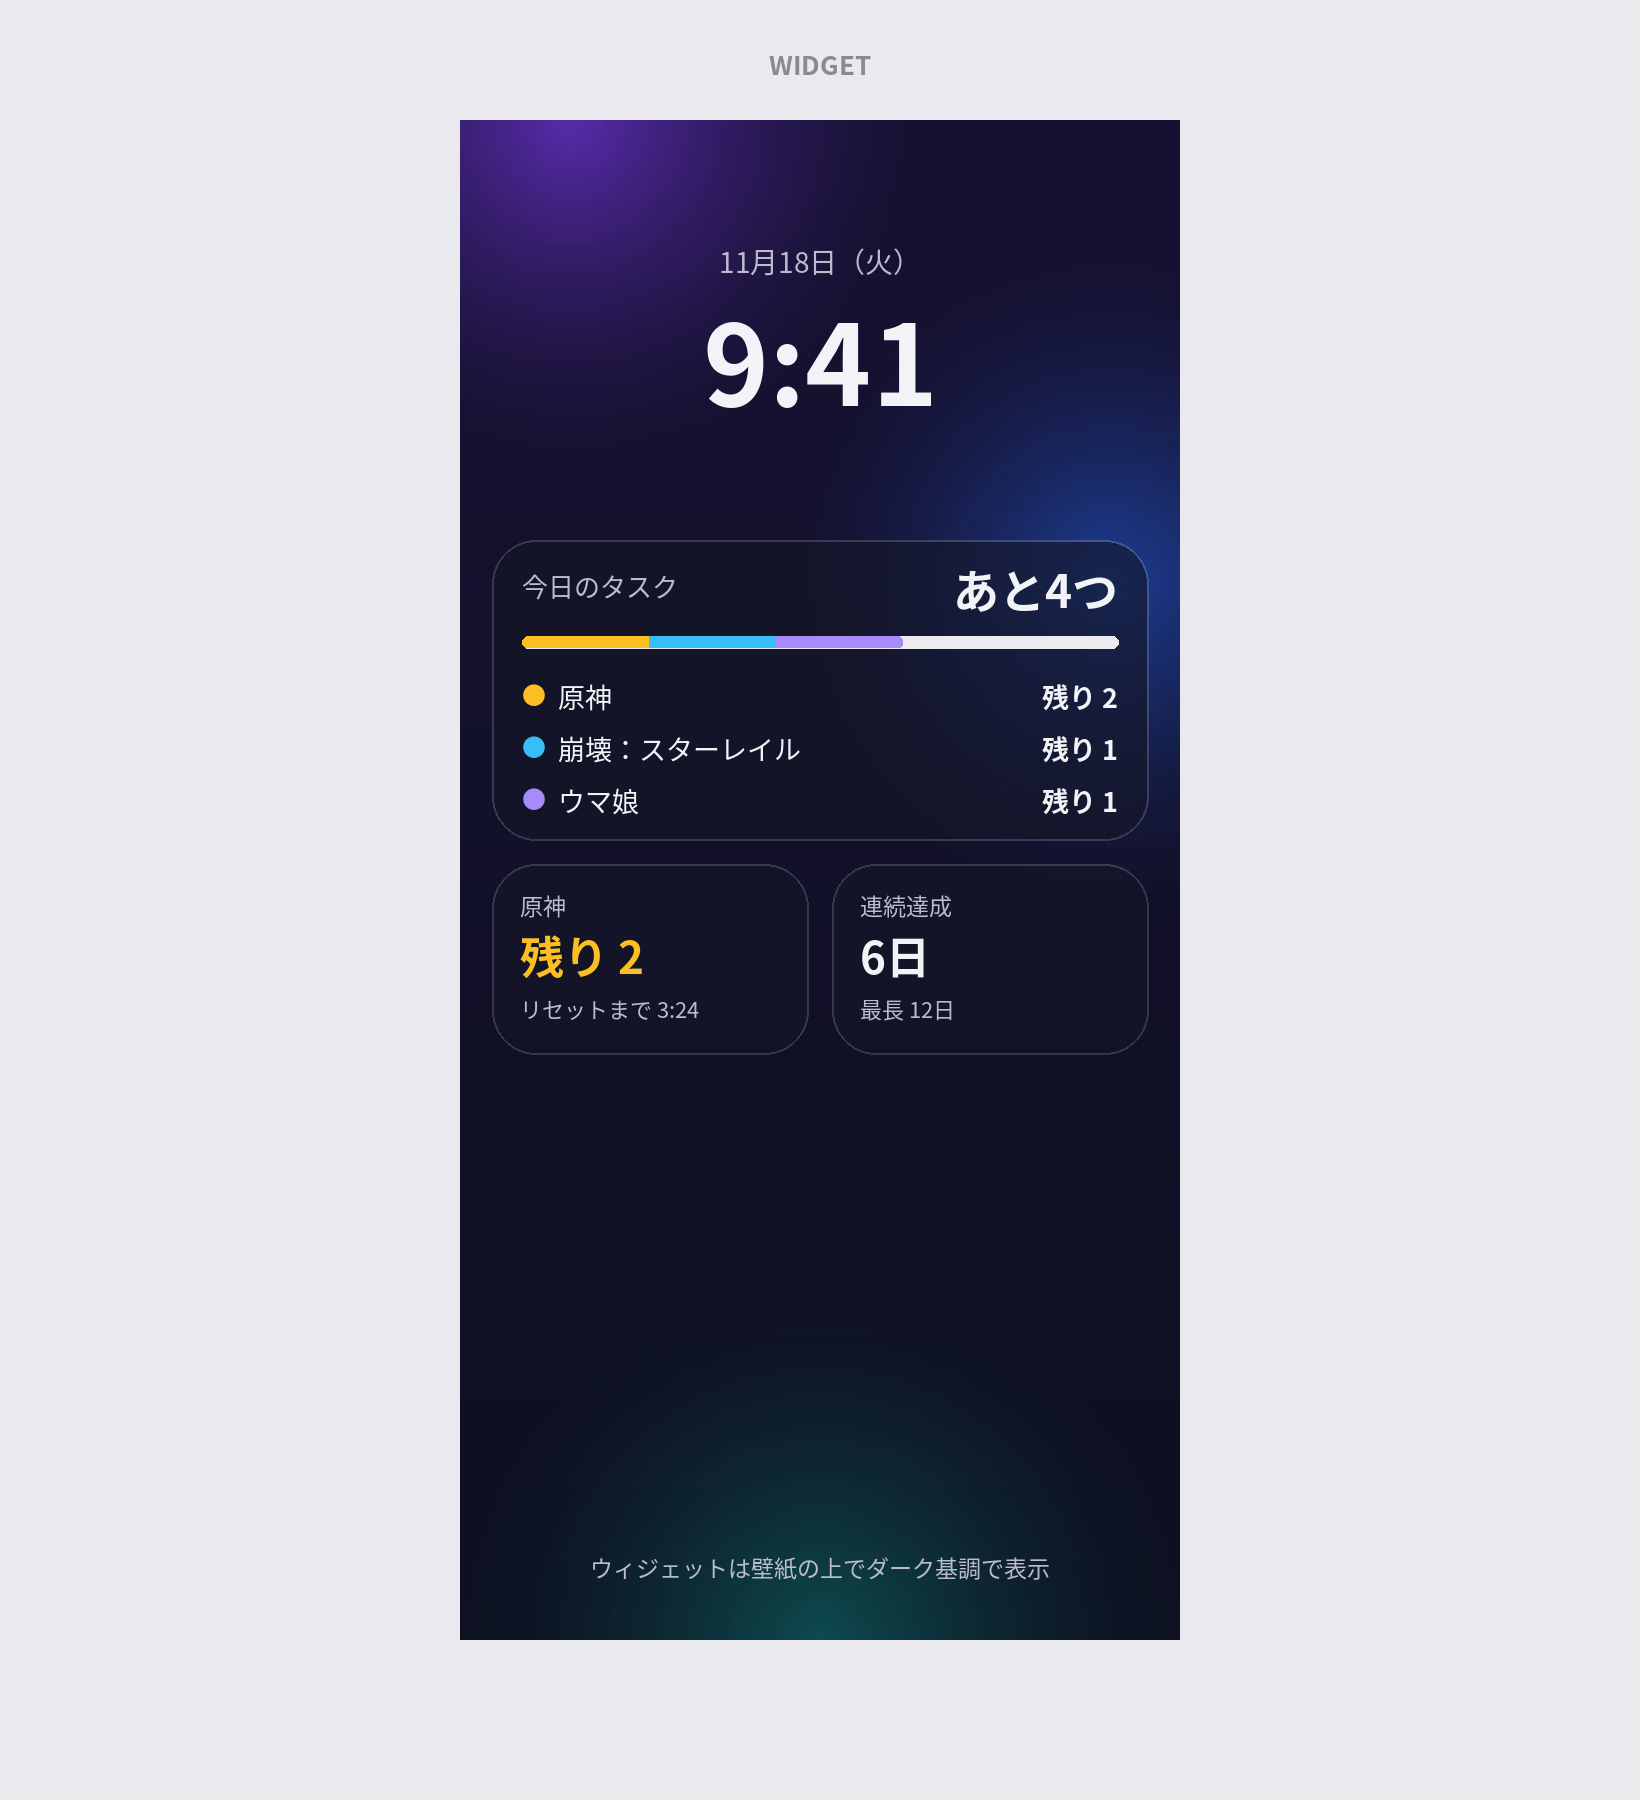 WIDGET
11月18日（火）
9:41
今日のタスク
あと4つ
原神
残り 2
崩壊：スターレイル
残り 1
ウマ娘
残り 1
原神
残り 2
リセットまで 3:24
連続達成
6日
最長 12日
ウィジェットは壁紙の上でダーク基調で表示